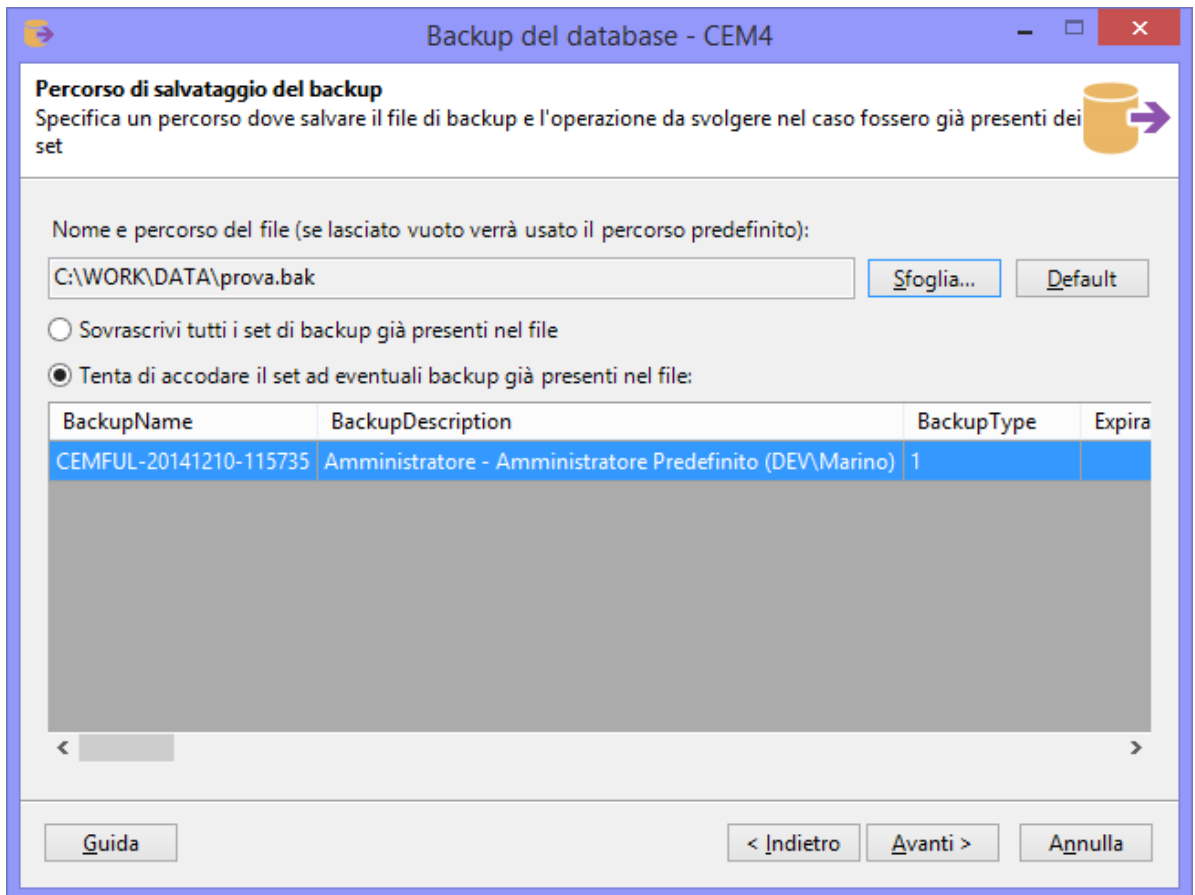 Backup del database - CEM4
Percorso di salvataggio del backup
Specifica un percorso dove salvare il file di backup e l'operazione da svolgere nel caso fossero già presenti dei
set
Nome e percorso del file (se lasciato vuoto verrà usato il percorso predefinito):
C:\WORK\DATA\prova.bak Sfoglia... Default
Sovrascrivi tutti i set di backup già presenti nel file
Tenta di accodare il set ad eventuali backup già presenti nel file:
BackupName BackupDescription BackupType Expira
CEMFUL-20141210-115735 Amministratore - Amministratore Predefinito (DEV\Marino) 1
Guida < Indietro Avanti > Annulla